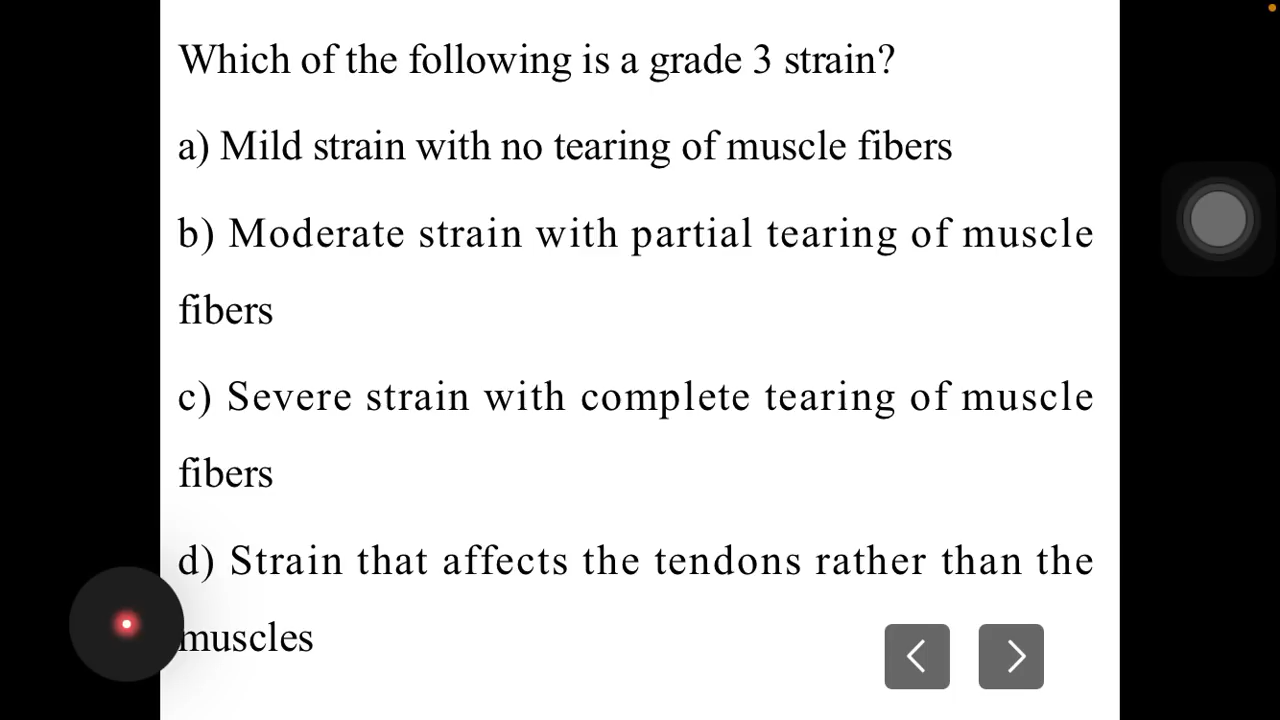 Which of the following is a grade 3 strain?
a) Mild strain with no tearing of muscle fibers
b) Moderate strain with partial tearing of muscle
fibers
c) Severe strain with complete tearing of muscle
fibers
d) Strain that affects the tendons rather than the
muscles